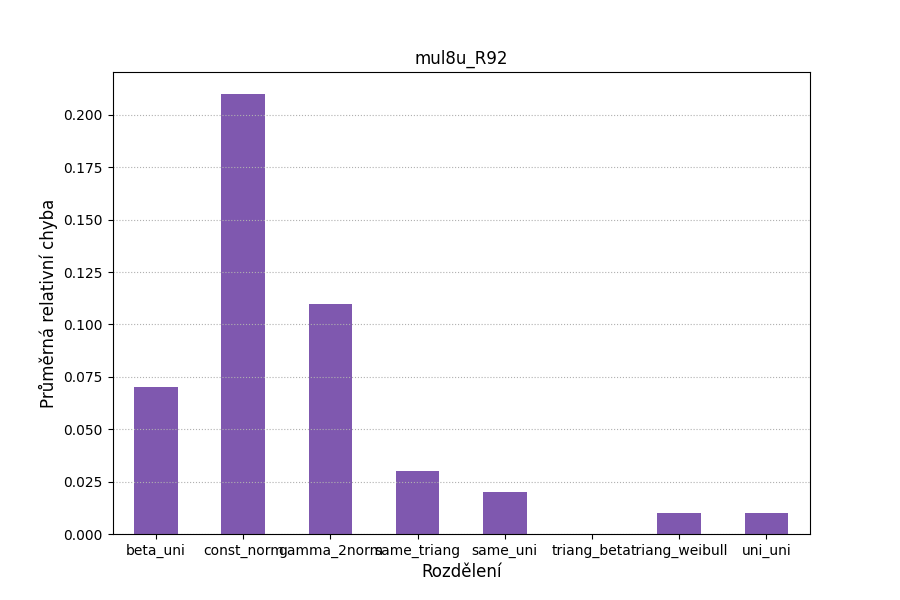 mul8u_R92
Průměrná relativní chyba
0.200
0.175
0.150
0.125
0.100
0.075
0.050
0.025
0.000
beta_uni const_norm gamma_2norm same_triang same_uni triang_beta triang_weibull uni_uni
Rozdělení